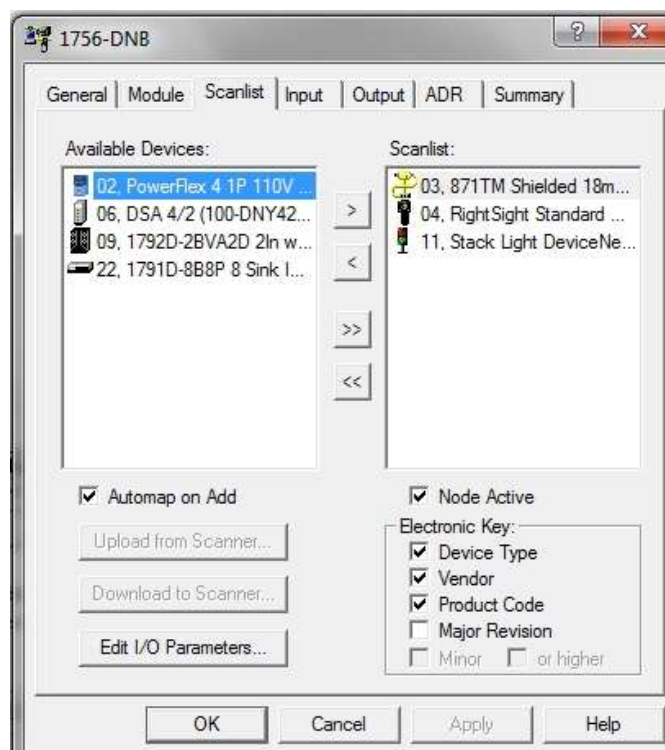 1756-DNB
General Module Scanlist Input Output ADR Summary
Available Devices:
02, PowerFlex 4 1P 110V ...
06, DSA 4/2 (100-DNY42...
09, 1792D-2BVA2D 2In w...
22, 1791D-8B8P 8 Sink I...
>
<
>>
<<
Scanlist:
03, 871TM Shielded 18m...
04, RightSight Standard ...
11, Stack Light DeviceNe...
Automap on Add
Upload from Scanner...
Download to Scanner...
Edit I/O Parameters...
Node Active
Electronic Key:
Device Type
Vendor
Product Code
Major Revision
Minor or higher
OK Cancel Apply Help